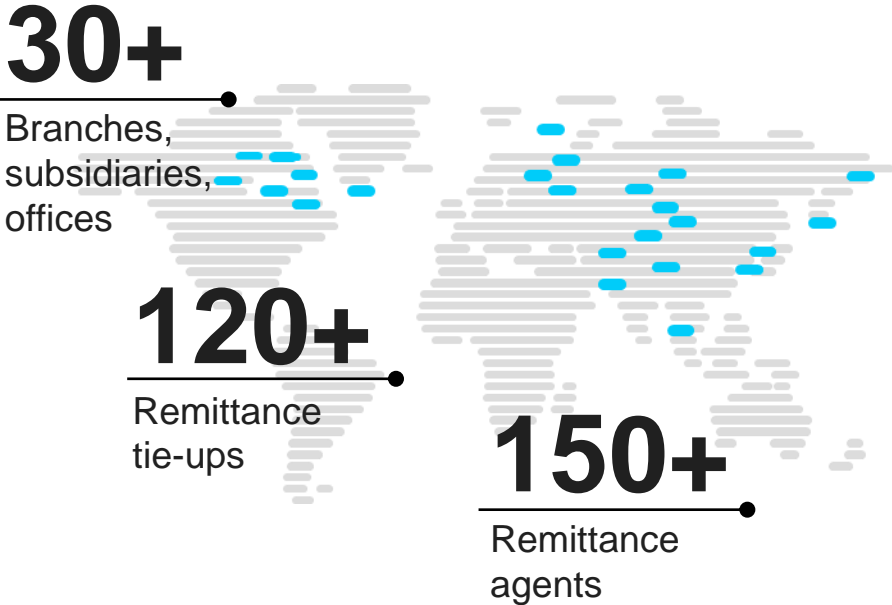 30+
Branches,
subsidiaries,
offices
120+
Remittance
tie-ups
150+
Remittance
agents